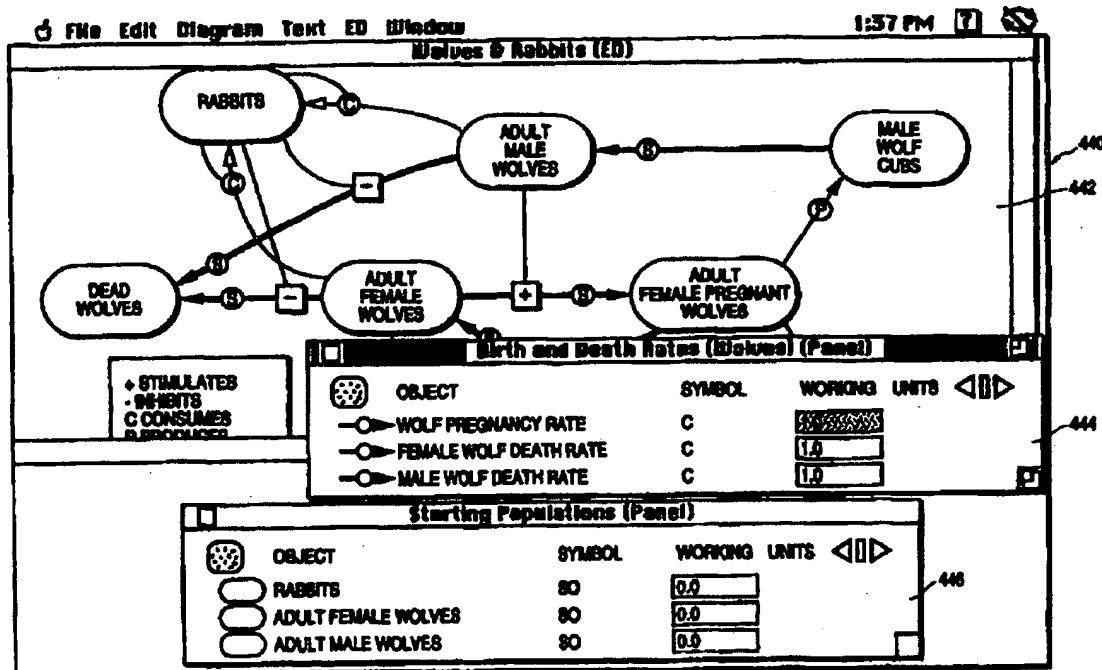 File Edit Diagram Text ED Window 1:37 PM ?
Wolves & Rabbits (ED)
RABBITS
C
ADULT
MALE
WOLVES
S
MALE
WOLF
CUBS
440
442
C
-
P
S
DEAD
WOLVES
S
-
ADULT
FEMALE
WOLVES
+
S
ADULT
FEMALE PREGNANT
WOLVES
+ STIMULATES
- INHIBITS
C CONSUMES
P PRODUCES
Birth and Death Rates (Wolves) (Panel)
OBJECT SYMBOL WORKING UNITS
WOLF PREGNANCY RATE C
FEMALE WOLF DEATH RATE C 1.0
MALE WOLF DEATH RATE C 1.0
444
Starting Populations (Panel)
OBJECT SYMBOL WORKING UNITS
RABBITS SO 0.0
ADULT FEMALE WOLVES SO 0.0
ADULT MALE WOLVES SO 0.0
446